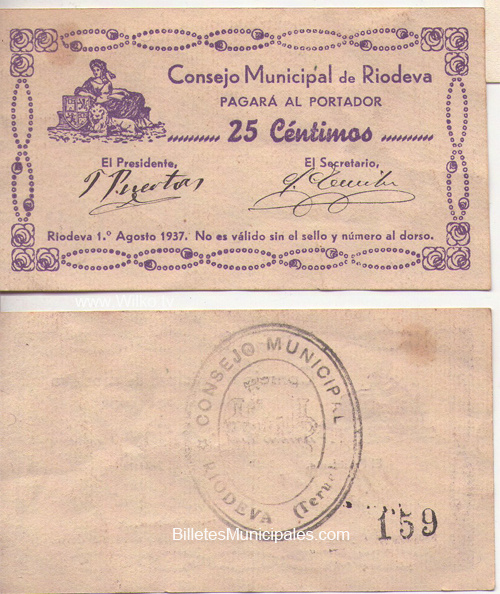 Consejo Municipal de Riodeva
PAGARÁ AL PORTADOR
25 Céntimos
El Presidente, El Secretario,
Riodeva 1.º Agosto 1937. No es válido sin el sello y número al dorso.
www.Wilko.tv
CONSEJO MUNICIPAL
RIODEVA (Teruel)
159
BilletesMunicipales.com